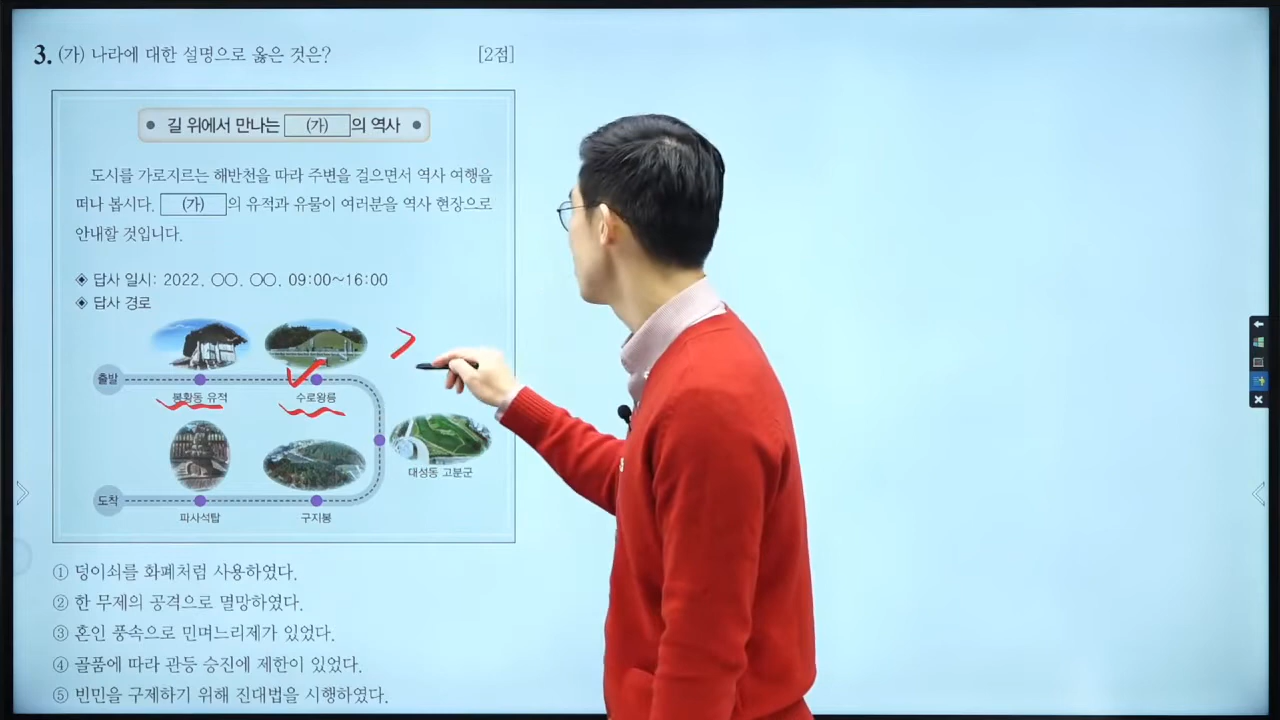 3. (가) 나라에 대한 설명으로 옳은 것은? [2점]
• 길 위에서 만나는 (가) 의 역사 •
도시를 가로지르는 해반천을 따라 주변을 걸으면서 역사 여행을
떠나 봅시다. (가) 의 유적과 유물이 여러분을 역사 현장으로
안내할 것입니다.
◈ 답사 일시: 2022. ○○. ○○. 09:00~16:00
◈ 답사 경로
출발
봉황동 유적
수로왕릉
대성동 고분군
도착
파사석탑
구지봉
① 덩이쇠를 화폐처럼 사용하였다.
② 한 무제의 공격으로 멸망하였다.
③ 혼인 풍속으로 민며느리제가 있었다.
④ 골품에 따라 관등 승진에 제한이 있었다.
⑤ 빈민을 구제하기 위해 진대법을 시행하였다.